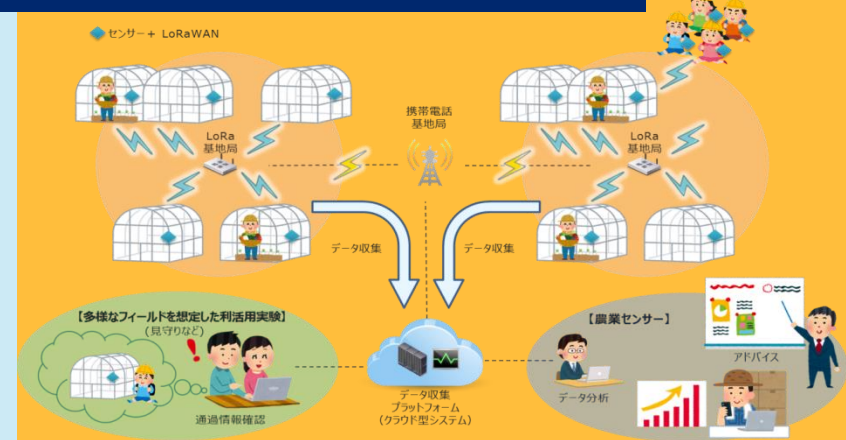 センサー+ LoRaWAN
携帯電話
基地局
LoRa
基地局
LoRa
基地局
データ収集
データ収集
【多様なフィールドを想定した利活用実験】
(見守りなど)
通過情報確認
データ収集
プラットフォーム
(クラウド型システム)
【農業センサー】
データ分析
アドバイス